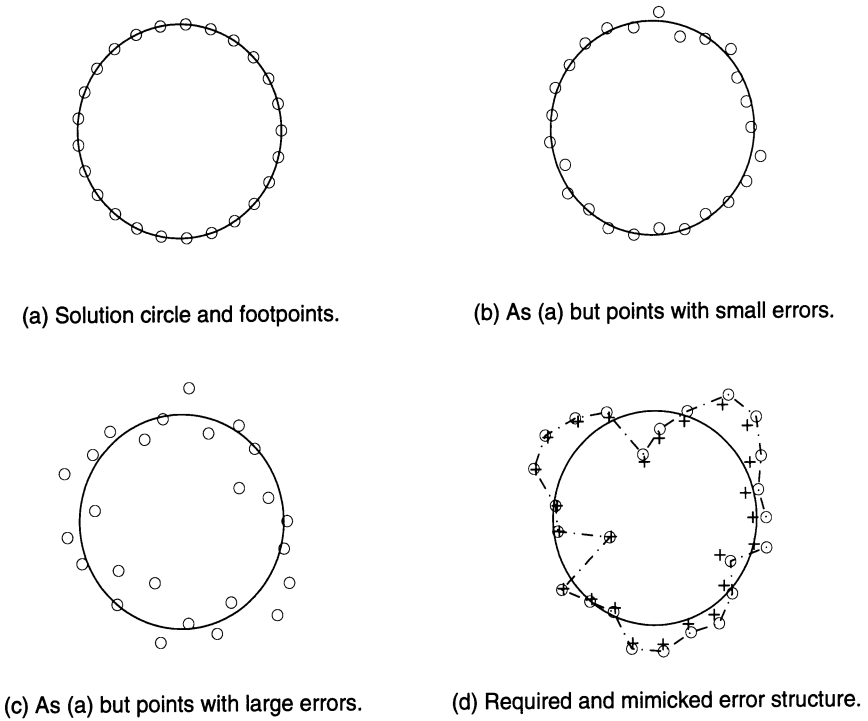 (a) Solution circle and footpoints.
(b) As (a) but points with small errors.
(c) As (a) but points with large errors.
(d) Required and mimicked error structure.